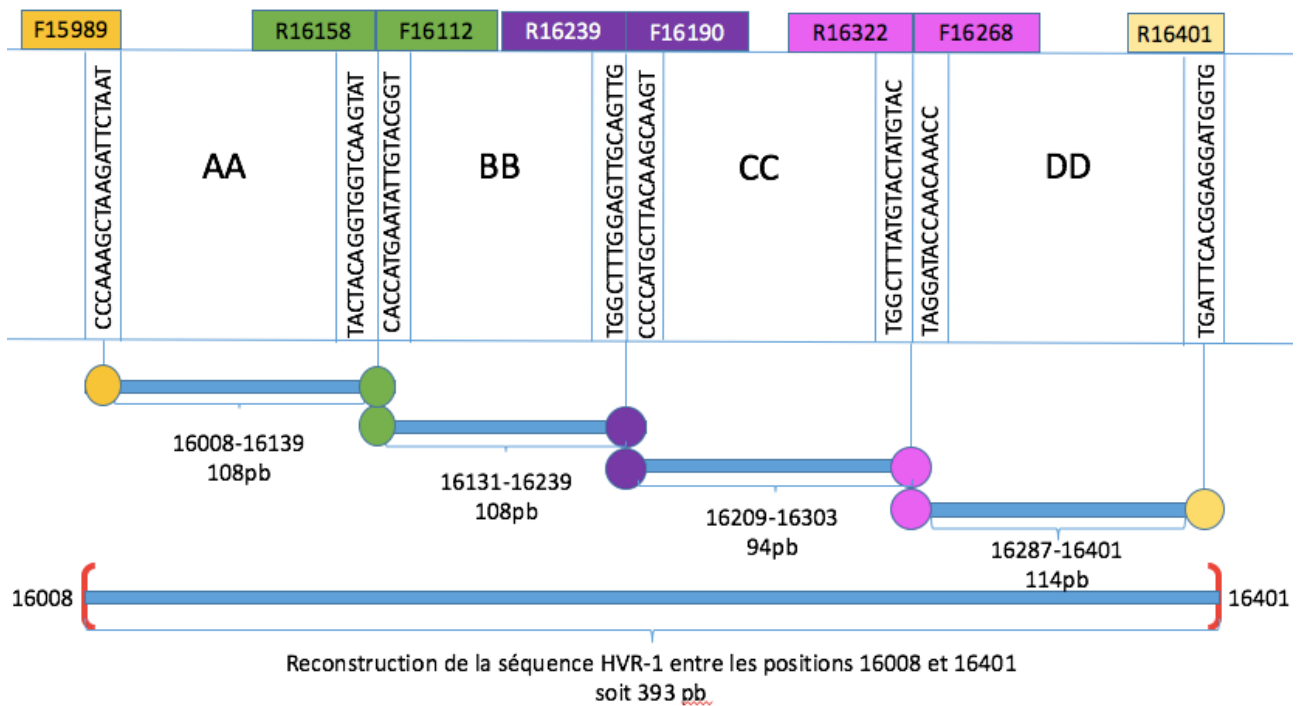 F15989
R16158
F16112
R16239
F16190
R16322
F16268
R16401
CCCAAAGCTAAGATTCTAAT
AA
TACTACAGGTGGTCAAGTAT
CACCATGAATATTGTACGGT
BB
TGGCTTTGGAGTTGCAGTTG
CCCCATGCTTACAAGCAAGT
CC
TGGCTTTATGTACTATGTAC
TAGGATACCAACAAACC
DD
TGATTTCACGGAGGATGGTG
16008-16139
108pb
16131-16239
108pb
16209-16303
94pb
16287-16401
114pb
16008
16401
Reconstruction de la séquence HVR-1 entre les positions 16008 et 16401
soit 393 pb